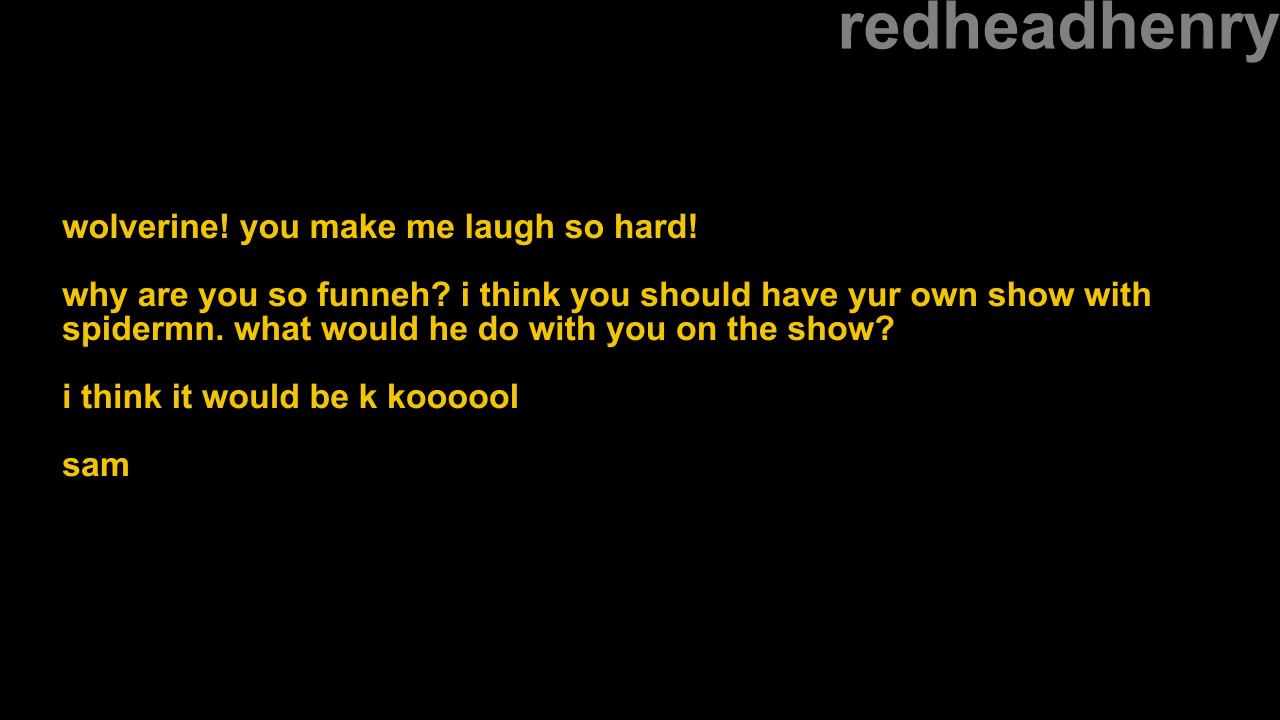 redheadhenry
wolverine! you make me laugh so hard!
why are you so funneh? i think you should have yur own show with
spidermn. what would he do with you on the show?
i think it would be k koooool
sam